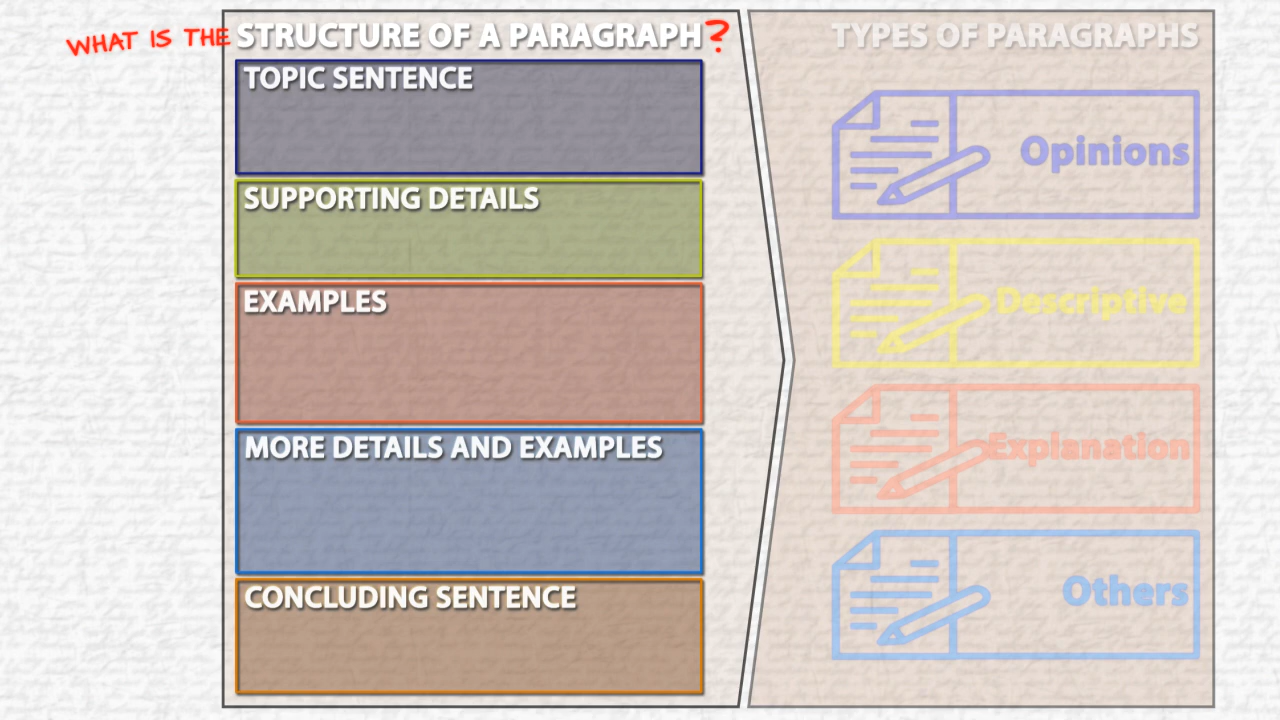 WHAT IS THE STRUCTURE OF A PARAGRAPH?
TOPIC SENTENCE
SUPPORTING DETAILS
EXAMPLES
MORE DETAILS AND EXAMPLES
CONCLUDING SENTENCE
TYPES OF PARAGRAPHS
Opinions
Descriptive
Explanation
Others